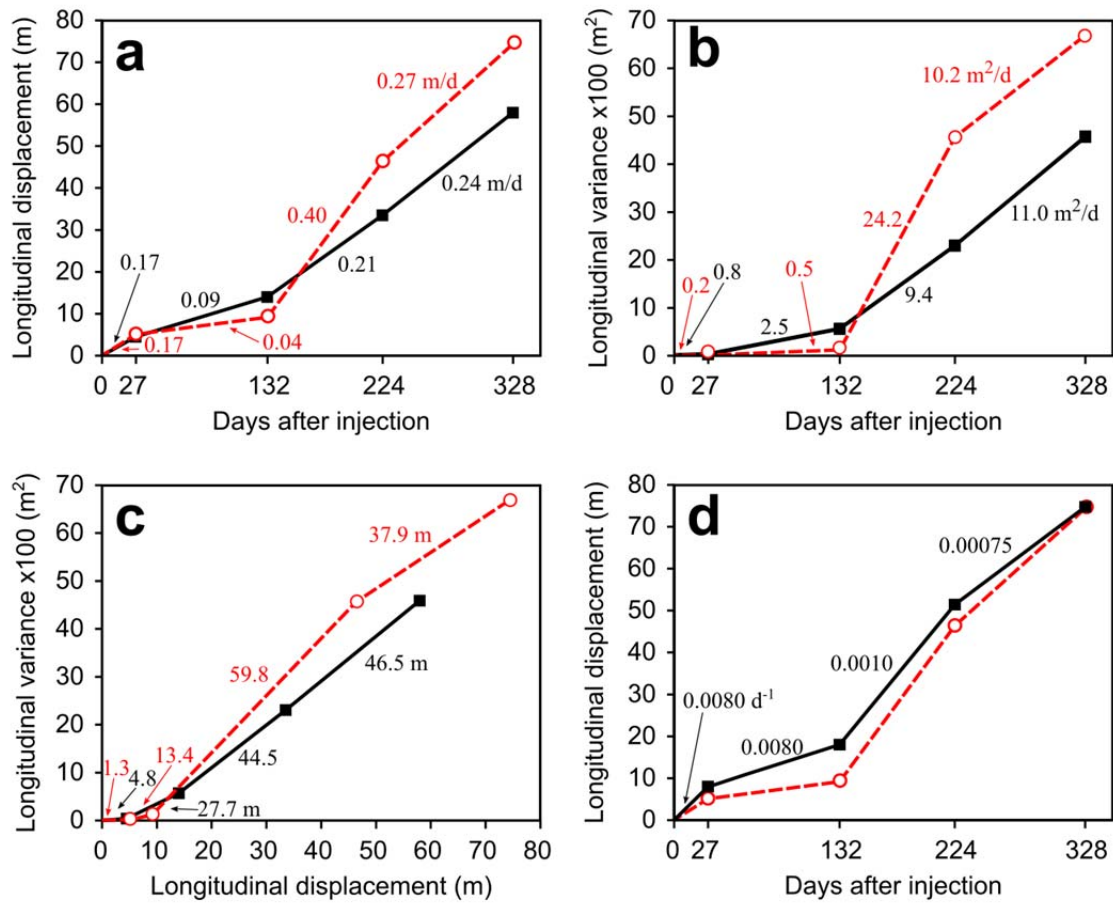 a
Longitudinal displacement (m)
80
70
60
50
40
30
20
10
0
0.27 m/d
0.24 m/d
0.40
0.21
0.17
0.09
0.04
0.17
0 27 132 224 328
Days after injection
b
Longitudinal variance x100 (m²)
70
60
50
40
30
20
10
0
10.2 m²/d
11.0 m²/d
24.2
9.4
0.2
0.8
0.5
2.5
0 27 132 224 328
Days after injection
c
Longitudinal variance x100 (m²)
70
60
50
40
30
20
10
0
37.9 m
46.5 m
59.8
44.5
1.3
4.8
13.4
27.7 m
0 10 20 30 40 50 60 70 80
Longitudinal displacement (m)
d
Longitudinal displacement (m)
80
70
60
50
40
30
20
10
0
0.00075
0.0010
0.0080 d⁻¹
0.0080
0 27 132 224 328
Days after injection